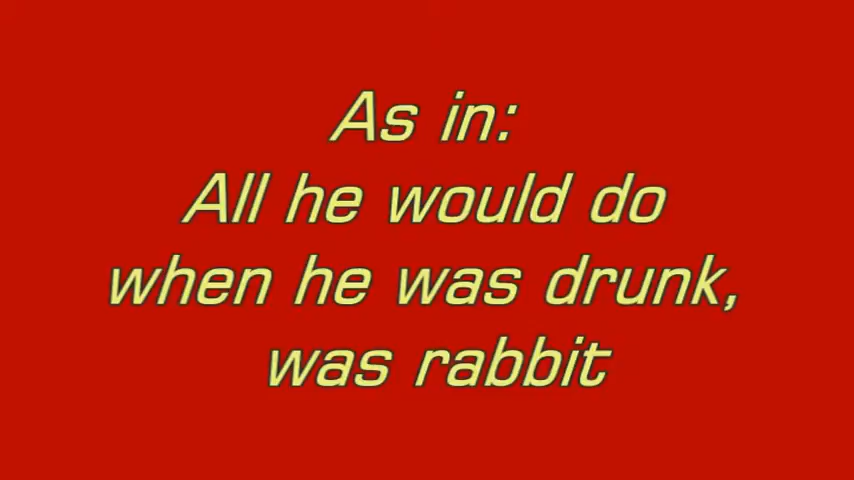 As in:
All he would do
when he was drunk,
was rabbit